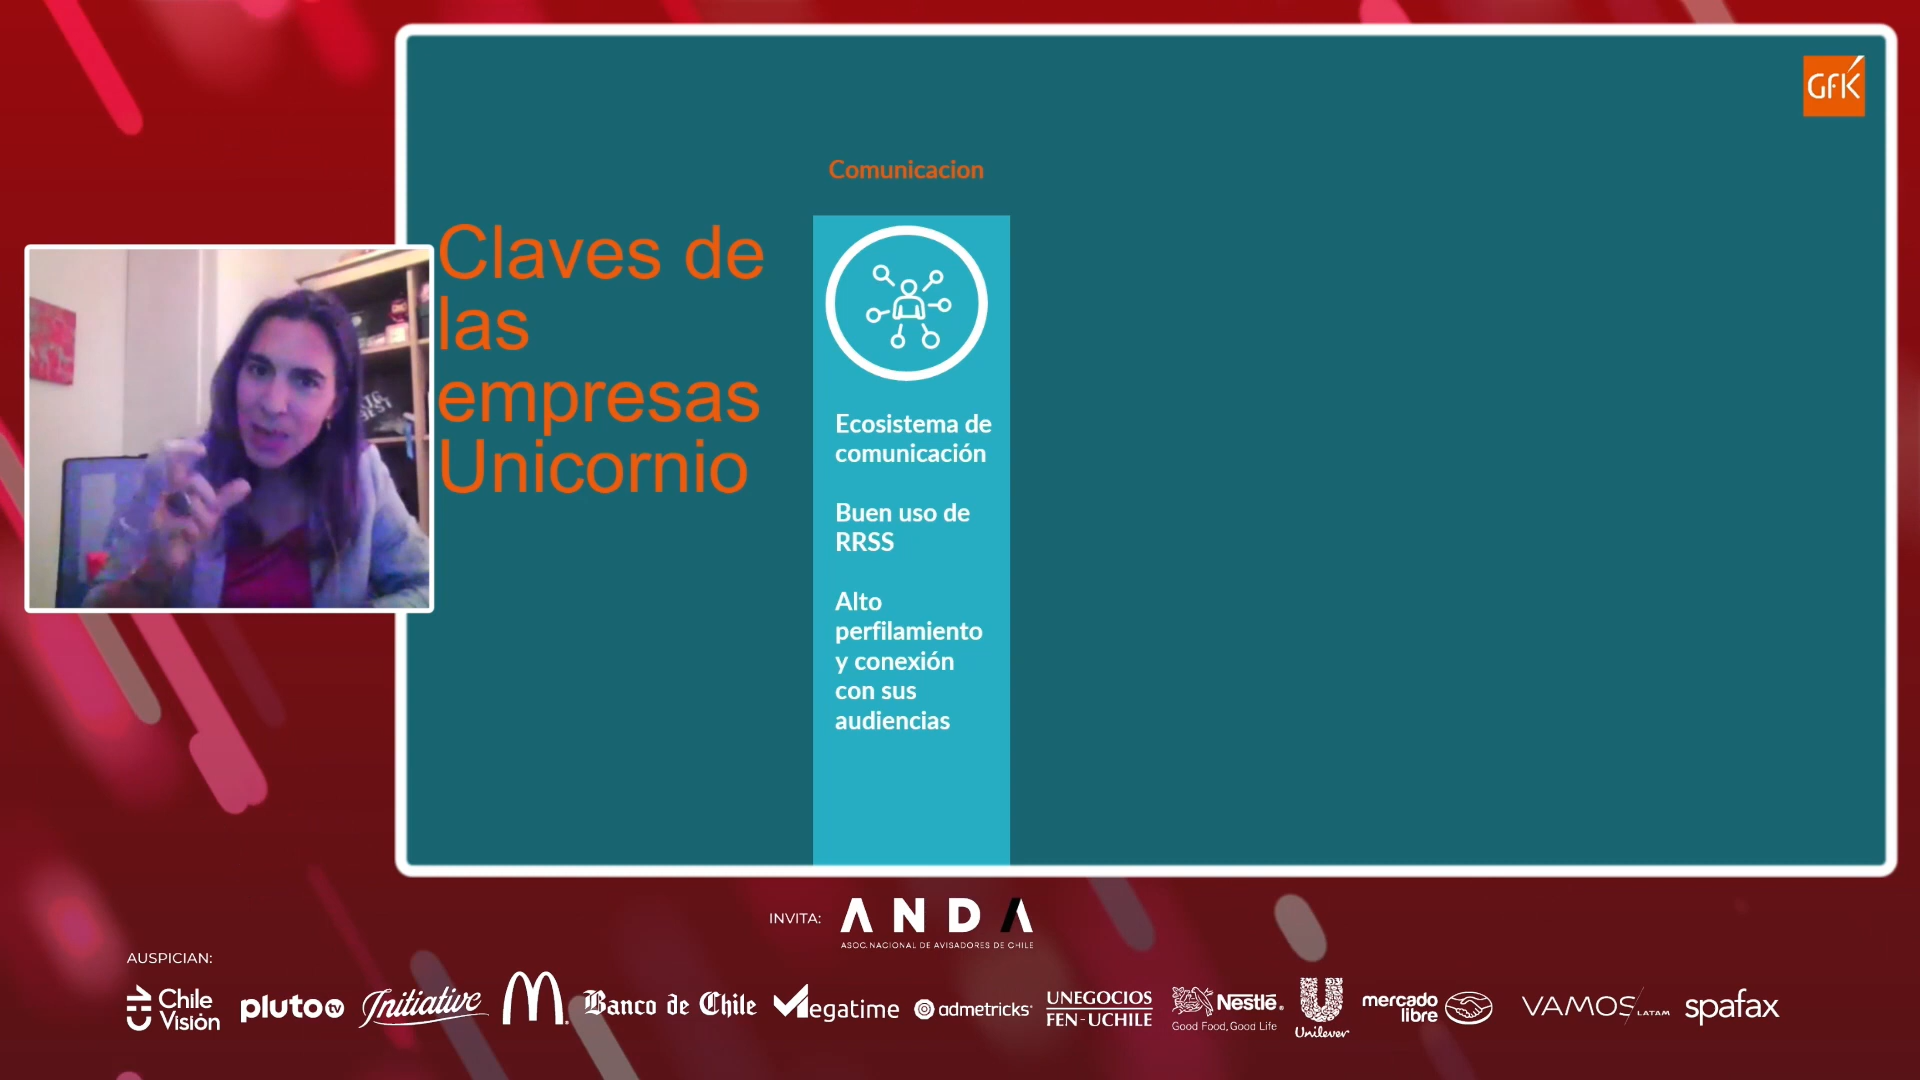 GfK
Comunicacion
Claves de
las
empresas
Unicornio
Ecosistema de
comunicación
Buen uso de
RRSS
Alto
perfilamiento
y conexión
con sus
audiencias
INVITA:
ANDA
ASOC. NACIONAL DE AVISADORES DE CHILE
AUSPICIAN:
CHV
Chile
Visión
pluto tv
Initiative
M
Banco de Chile
Megatime
admetricks
UNEGOCIOS
FEN-UCHILE
Nestlé.
Good Food, Good Life
Unilever
mercado
libre
VAMOS LATAM
spafax